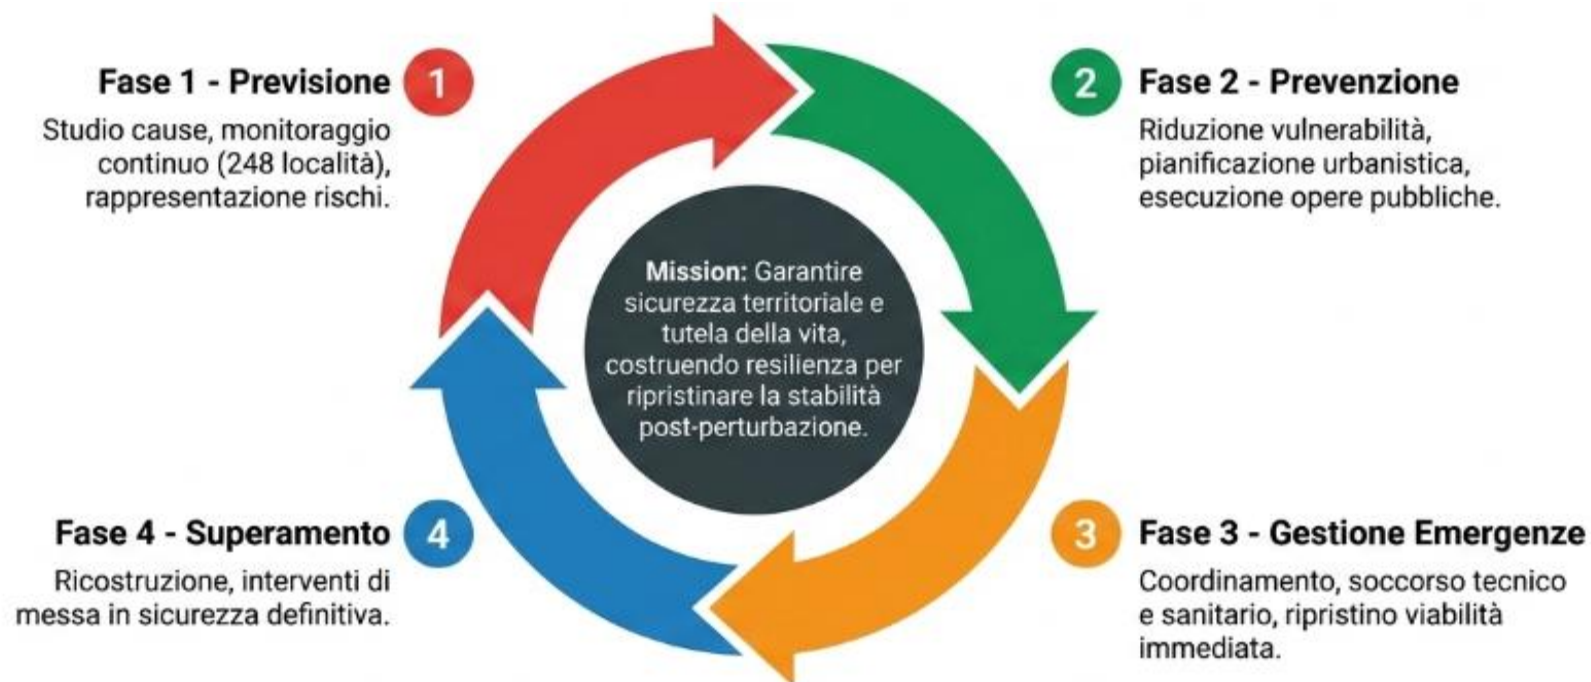 Fase 1 - Previsione
1
Studio cause, monitoraggio
continuo (248 località),
rappresentazione rischi.
2
Fase 2 - Prevenzione
Riduzione vulnerabilità,
pianificazione urbanistica,
esecuzione opere pubbliche.
Mission: Garantire
sicurezza territoriale e
tutela della vita,
costruendo resilienza per
ripristinare la stabilità
post-perturbazione.
3
Fase 3 - Gestione Emergenze
Coordinamento, soccorso tecnico
e sanitario, ripristino viabilità
immediata.
Fase 4 - Superamento
4
Ricostruzione, interventi di
messa in sicurezza definitiva.